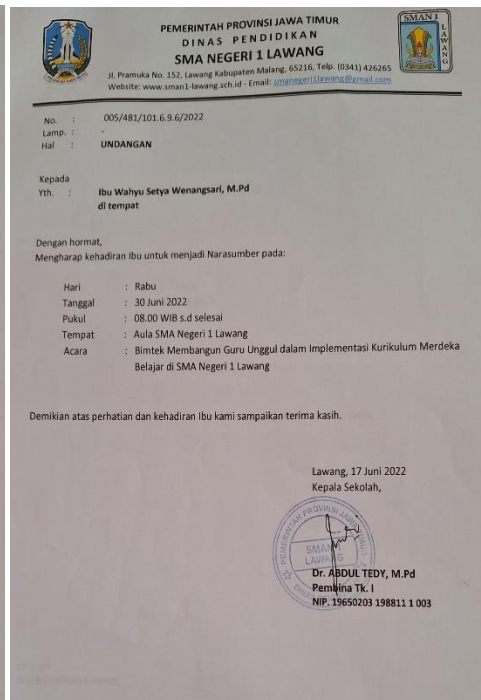 PEMERINTAH PROVINSI JAWA TIMUR
DINAS PENDIDIKAN
SMA NEGERI 1 LAWANG
Jl. Pramuka No. 152, Lawang Kabupaten Malang, 65216, Telp. (0341) 426265
Website: www.sman1-lawang.sch.id - Email: smanegeri1lawang@gmail.com
SMAN 1
LAWANG
No. : 005/481/101.6.9.6/2022
Lamp. : -
Hal : UNDANGAN
Kepada
Yth. : Ibu Wahyu Setya Wenangsari, M.Pd
di tempat
Dengan hormat,
Mengharap kehadiran Ibu untuk menjadi Narasumber pada:
Hari : Rabu
Tanggal : 30 Juni 2022
Pukul : 08.00 WIB s.d selesai
Tempat : Aula SMA Negeri 1 Lawang
Acara : Bimtek Membangun Guru Unggul dalam Implementasi Kurikulum Merdeka
Belajar di SMA Negeri 1 Lawang
Demikian atas perhatian dan kehadiran Ibu kami sampaikan terima kasih.
Lawang, 17 Juni 2022
Kepala Sekolah,
PEMERINTAH PROVINSI JAWA TIMUR
SMAN 1
LAWANG
Dr. ABDUL TEDY, M.Pd
Pembina Tk. I
NIP. 19650203 198811 1 003